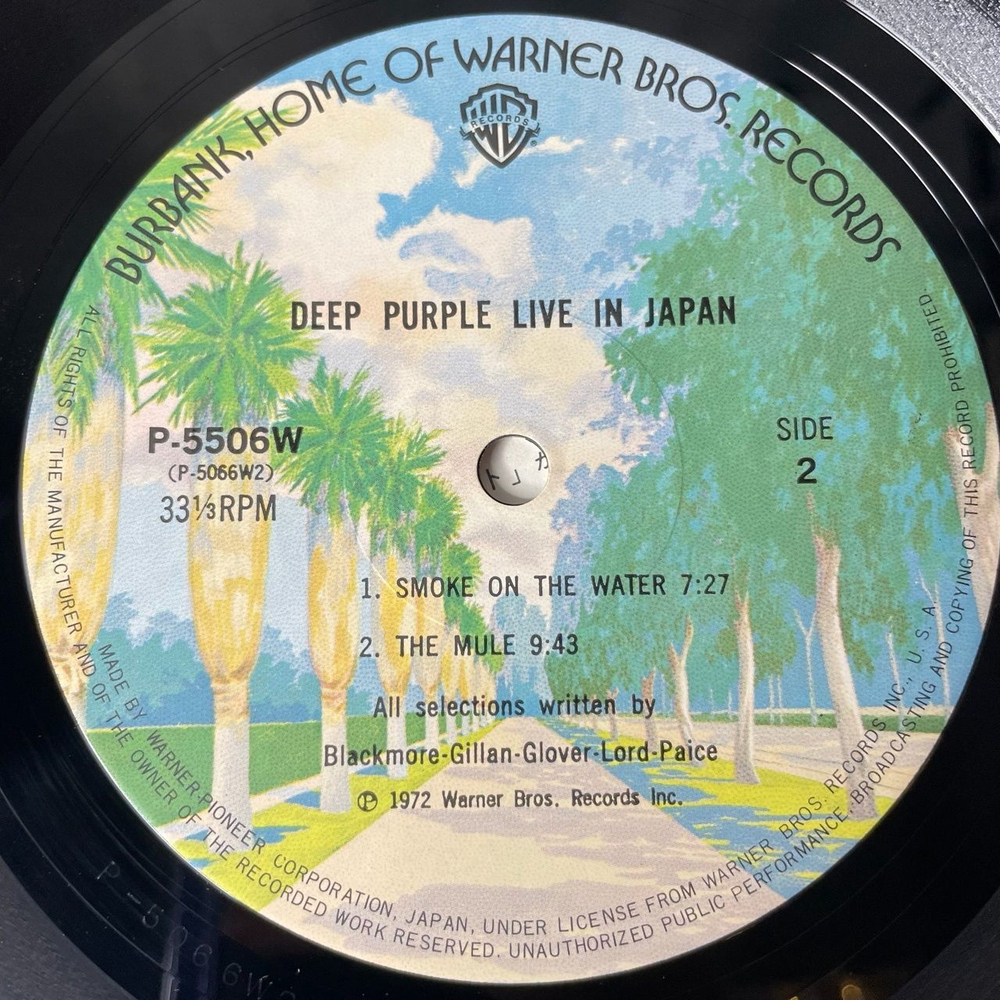 BURBANK, HOME OF WARNER BROS. RECORDS
RECORDS
DEEP PURPLE LIVE IN JAPAN
P-5506W
(P-5066W2)
33⅓RPM
SIDE
2
1. SMOKE ON THE WATER 7:27
2. THE MULE 9:43
All selections written by
Blackmore-Gillan-Glover-Lord-Paice
Ⓟ 1972 Warner Bros. Records Inc.
MADE BY WARNER-PIONEER CORPORATION, JAPAN, UNDER LICENSE FROM WARNER BROS. RECORDS INC., U. S. A.
ALL RIGHTS OF THE MANUFACTURER AND OF THE OWNER OF THE RECORDED WORK RESERVED. UNAUTHORIZED PUBLIC PERFORMANCE, BROADCASTING AND COPYING OF THIS RECORD PROHIBITED.